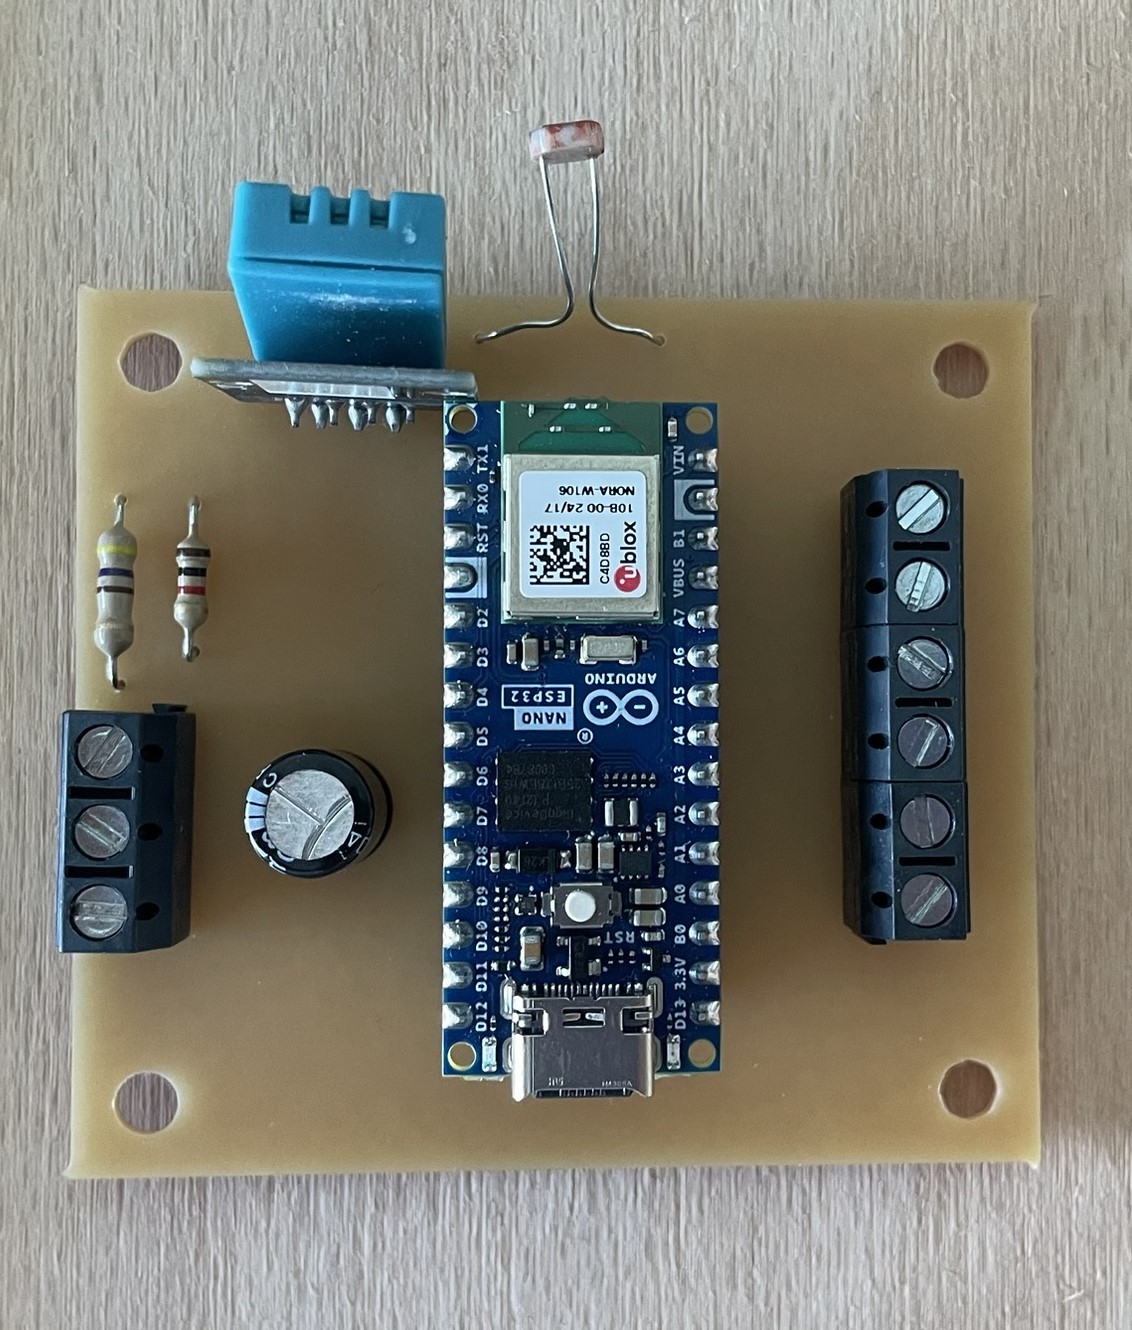 TX1
RX0
RST
D2
D3
D4
D5
D6
D7
D8
D9
D10
D11
D12
VIN
B1
VBUS
A7
A6
A5
A4
A3
A2
A1
A0
B0
3.3V
D13
NORA-W106
10B-00 24/17
C4D8BD
ublox
ARDUINO
®
NANO
ESP32
GigaDevice
RST